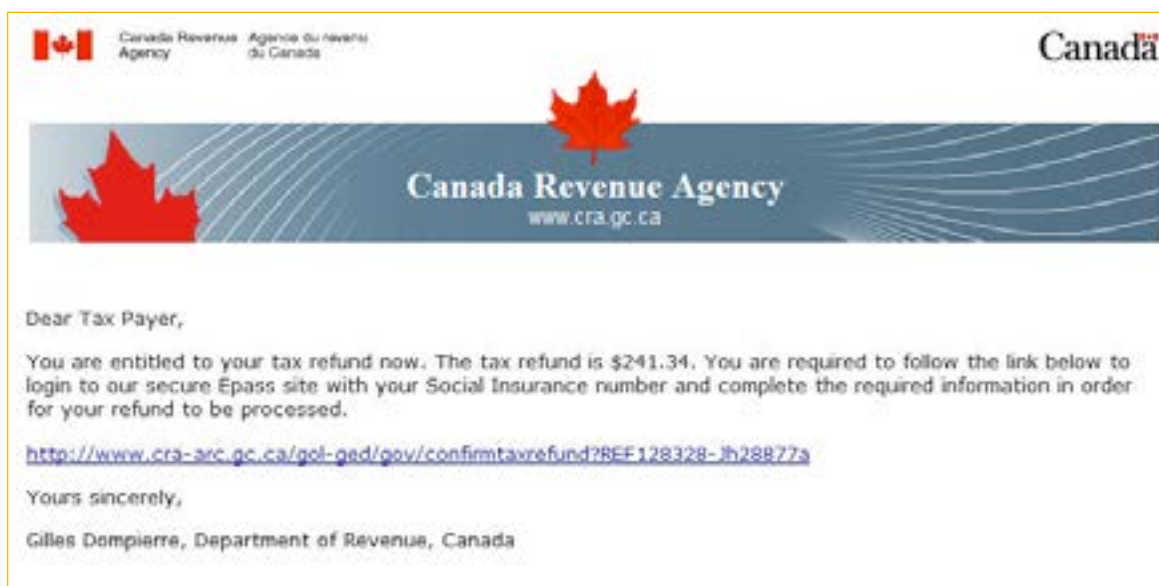 Canada Revenue Agence du revenu
Agency du Canada
Canada
Canada Revenue Agency
www.cra.gc.ca
Dear Tax Payer,
You are entitled to your tax refund now. The tax refund is $241.34. You are required to follow the link below to
login to our secure Epass site with your Social Insurance number and complete the required information in order
for your refund to be processed.
http://www.cra-arc.gc.ca/gol-ged/gov/confirmtaxrefund?REF128328-Jh28877a
Yours sincerely,
Gilles Dompierre, Department of Revenue, Canada